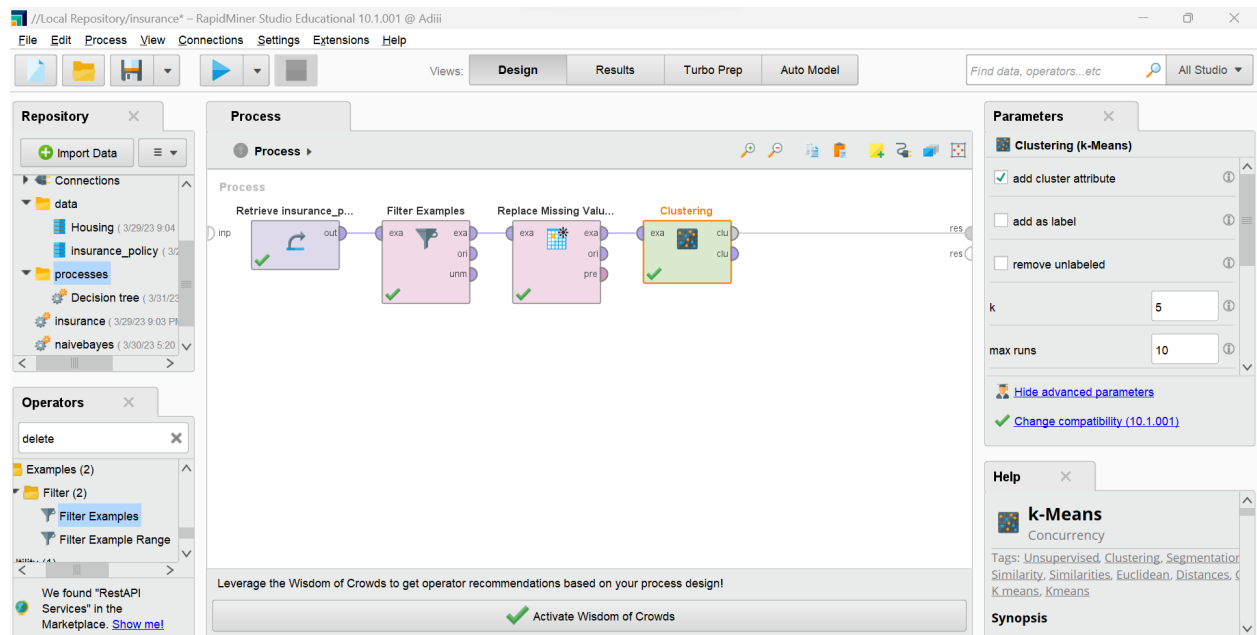 //Local Repository/insurance* – RapidMiner Studio Educational 10.1.001 @ Adiii
File Edit Process View Connections Settings Extensions Help
Views: Design Results Turbo Prep Auto Model
Find data, operators...etc
All Studio
Repository
Import Data
Connections
data
Housing ( 3/29/23 9:04
insurance_policy ( 3/2
processes
Decision tree ( 3/31/23
insurance ( 3/29/23 9:03 PM
naivebayes ( 3/30/23 5:20
Operators
delete
Examples (2)
Filter (2)
Filter Examples
Filter Example Range
We found "RestAPI
Services" in the
Marketplace. Show me!
Process
Process
Process
Retrieve insurance_p...
Filter Examples
Replace Missing Valu...
Clustering
inp
out
exa
exa
ori
unm
exa
exa
ori
pre
exa
clu
clu
res
res
Leverage the Wisdom of Crowds to get operator recommendations based on your process design!
Activate Wisdom of Crowds
Parameters
Clustering (k-Means)
add cluster attribute
add as label
remove unlabeled
k
5
max runs
10
Hide advanced parameters
Change compatibility (10.1.001)
Help
k-Means
Concurrency
Tags: Unsupervised, Clustering, Segmentation
Similarity, Similarities, Euclidean, Distances,
K means, Kmeans
Synopsis